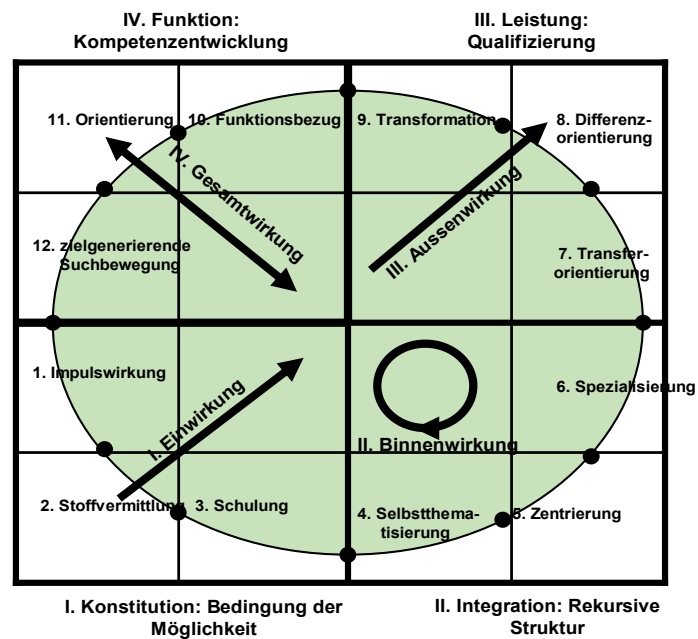 IV. Funktion:
Kompetenzentwicklung
III. Leistung:
Qualifizierung
11. Orientierung
10. Funktionsbezug
9. Transformation
8. Differenz-
orientierung
IV. Gesamtwirkung
III. Aussenwirkung
12. zielgenerierende
Suchbewegung
7. Transfer-
orientierung
1. Impulswirkung
I. Einwirkung
II. Binnenwirkung
6. Spezialisierung
2. Stoffvermittlung
3. Schulung
4. Selbstthema-
tisierung
5. Zentrierung
I. Konstitution: Bedingung der
Möglichkeit
II. Integration: Rekursive
Struktur